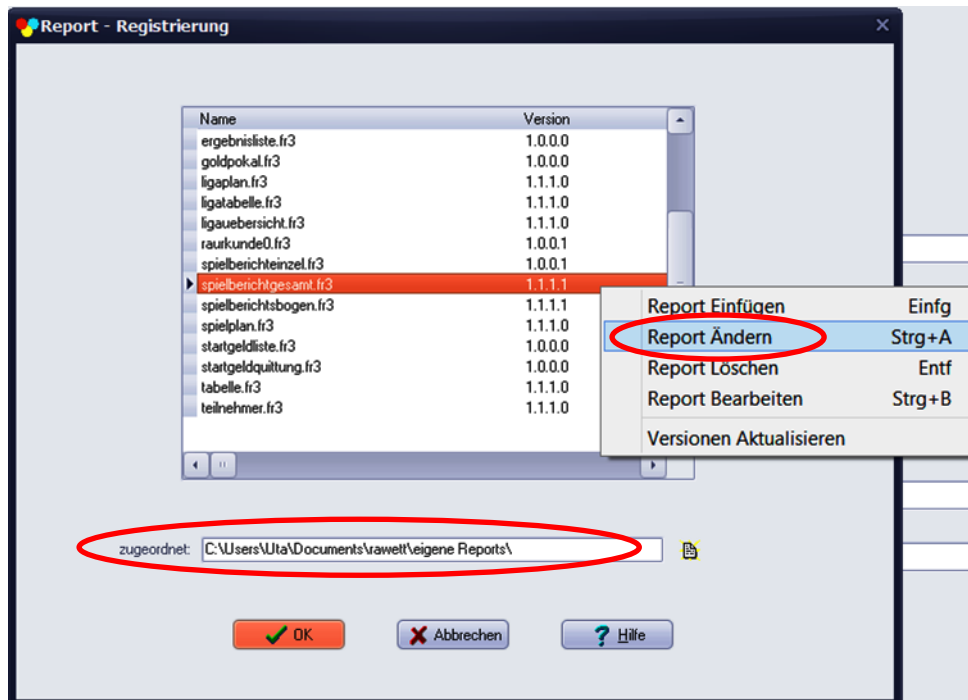 Report - Registrierung
Name Version
ergebnisliste.fr3 1.0.0.0
goldpokal.fr3 1.0.0.0
ligaplan.fr3 1.1.1.0
ligatabelle.fr3 1.1.1.0
ligauebersicht.fr3 1.1.1.0
raurkunde0.fr3 1.0.0.1
spielberichteinzel.fr3 1.0.0.1
spielberichtgesamt.fr3 1.1.1.1
spielberichtsbogen.fr3 1.1.1.1
spielplan.fr3 1.1.1.0
startgeldliste.fr3 1.0.0.0
startgeldquittung.fr3 1.0.0.0
tabelle.fr3 1.1.1.0
teilnehmer.fr3 1.1.1.0
Report Einfügen Einfg
Report Ändern Strg+A
Report Löschen Entf
Report Bearbeiten Strg+B
Versionen Aktualisieren
zugeordnet: C:\Users\Uta\Documents\rawett\eigene Reports\
OK Abbrechen Hilfe